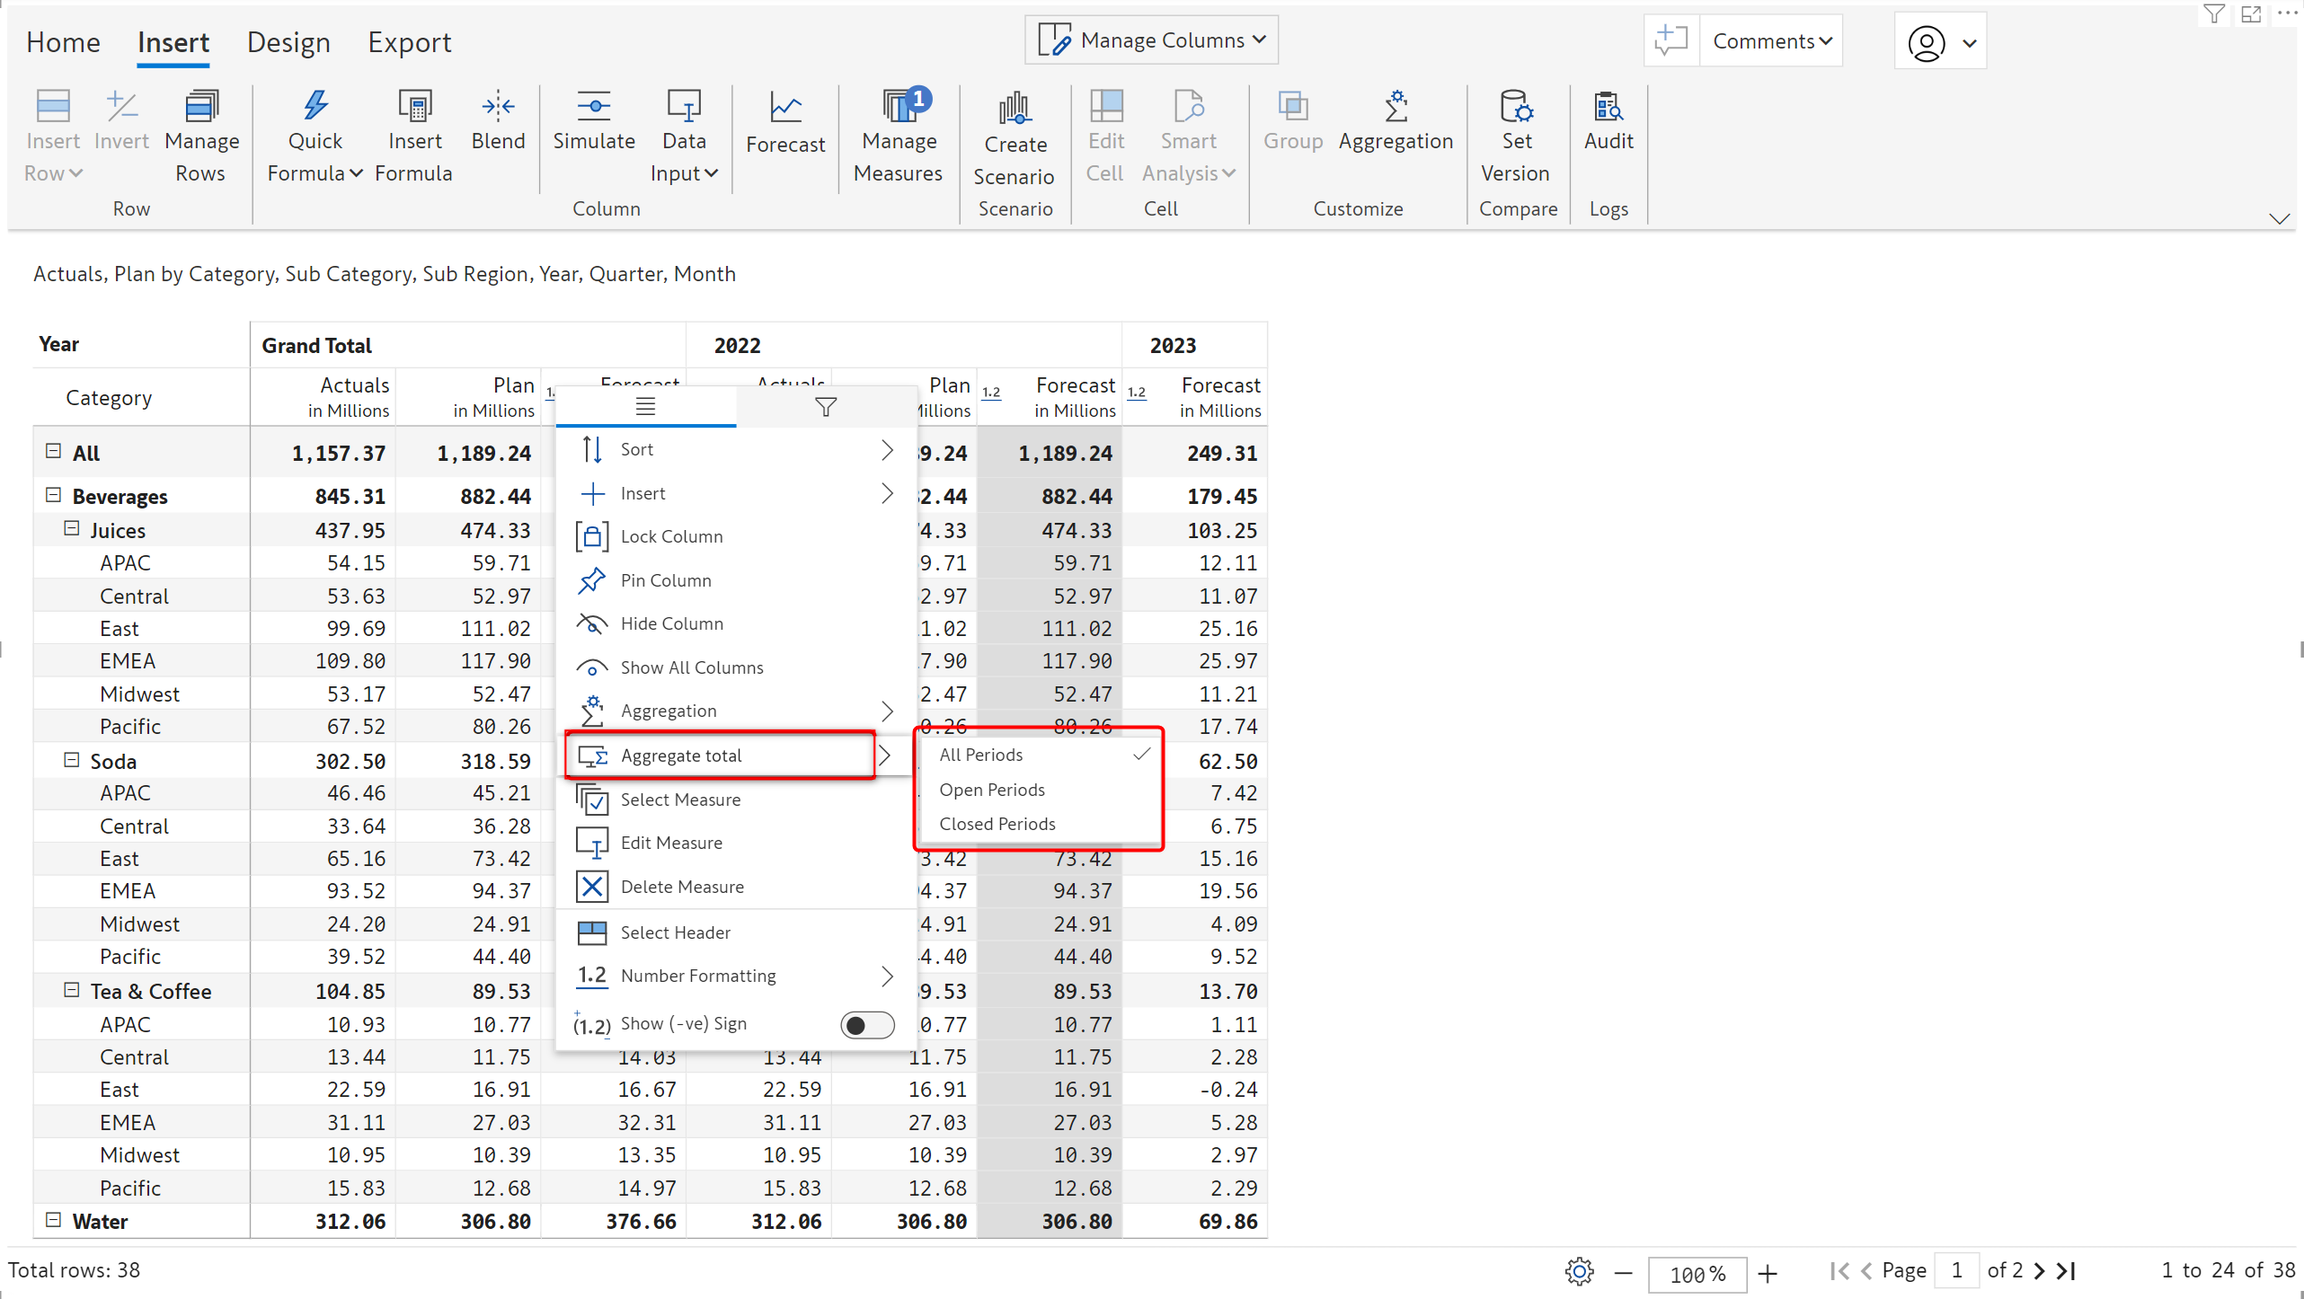 Home Insert Design Export Manage Columns Comments
Insert Row Invert Manage Rows Quick Formula Insert Formula Blend Simulate Data Input Forecast Manage Measures 1 Create Scenario Edit Cell Smart Analysis Group Aggregation Set Version Audit
Row Column Scenario Cell Customize Compare Logs
Actuals, Plan by Category, Sub Category, Sub Region, Year, Quarter, Month
Year Grand Total 2022 2023
Category Actuals in Millions Plan in Millions Forecast Actuals Plan Millions 1.2 Forecast in Millions 1.2 Forecast in Millions
All 1,157.37 1,189.24 9.24 1,189.24 249.31
Beverages 845.31 882.44 2.44 882.44 179.45
Juices 437.95 474.33 4.33 474.33 103.25
APAC 54.15 59.71 9.71 59.71 12.11
Central 53.63 52.97 2.97 52.97 11.07
East 99.69 111.02 1.02 111.02 25.16
EMEA 109.80 117.90 7.90 117.90 25.97
Midwest 53.17 52.47 2.47 52.47 11.21
Pacific 67.52 80.26 0.26 80.26 17.74
Soda 302.50 318.59 62.50
APAC 46.46 45.21 7.42
Central 33.64 36.28 6.75
East 65.16 73.42 3.42 73.42 15.16
EMEA 93.52 94.37 4.37 94.37 19.56
Midwest 24.20 24.91 4.91 24.91 4.09
Pacific 39.52 44.40 4.40 44.40 9.52
Tea & Coffee 104.85 89.53 9.53 89.53 13.70
APAC 10.93 10.77 0.77 10.77 1.11
Central 13.44 11.75 14.03 13.44 11.75 11.75 2.28
East 22.59 16.91 16.67 22.59 16.91 16.91 -0.24
EMEA 31.11 27.03 32.31 31.11 27.03 27.03 5.28
Midwest 10.95 10.39 13.35 10.95 10.39 10.39 2.97
Pacific 15.83 12.68 14.97 15.83 12.68 12.68 2.29
Water 312.06 306.80 376.66 312.06 306.80 306.80 69.86
Sort
Insert
Lock Column
Pin Column
Hide Column
Show All Columns
Aggregation
Aggregate total
Select Measure
Edit Measure
Delete Measure
Select Header
1.2 Number Formatting
(1.2) Show (-ve) Sign
All Periods
Open Periods
Closed Periods
Total rows: 38 100% Page 1 of 2 1 to 24 of 38